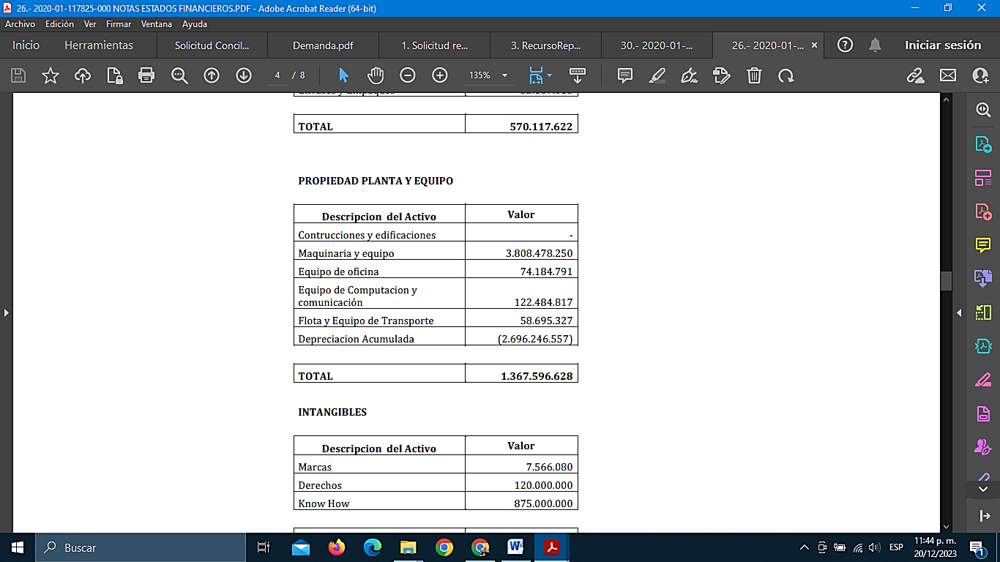 26.- 2020-01-117825-000 NOTAS ESTADOS FINANCIEROS.PDF - Adobe Acrobat Reader (64-bit)
Archivo Edición Ver Firmar Ventana Ayuda
Inicio Herramientas Solicitud Concil... Demanda.pdf 1. Solicitud re... 3. RecursoRep... 30.- 2020-01-... 26.- 2020-01-... × Iniciar sesión
4 / 8 135%
TOTAL 570.117.622
PROPIEDAD PLANTA Y EQUIPO
Descripcion del Activo Valor
Contrucciones y edificaciones -
Maquinaria y equipo 3.808.478.250
Equipo de oficina 74.184.791
Equipo de Computacion y
comunicación 122.484.817
Flota y Equipo de Transporte 58.695.327
Depreciacion Acumulada (2.696.246.557)
TOTAL 1.367.596.628
INTANGIBLES
Descripcion del Activo Valor
Marcas 7.566.080
Derechos 120.000.000
Know How 875.000.000
Buscar
ESP
11:44 p. m.
20/12/2023
1